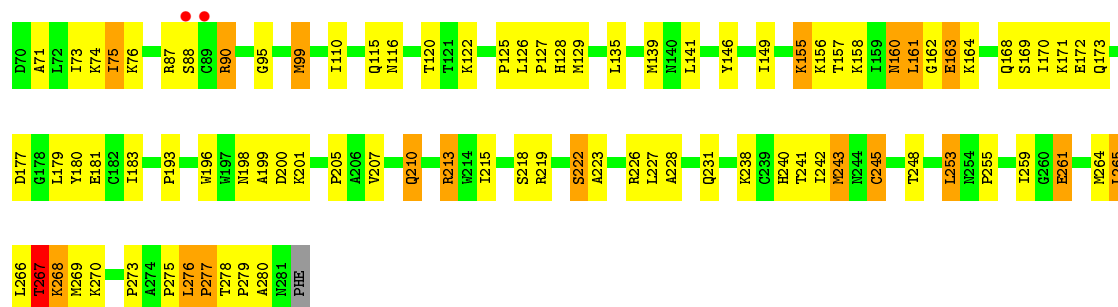 D70 A71 L72 I73 K74 I75 K76 R87 S88 C89 R90 G95 M99 I110 Q115 N116 T120 T121 K122 P125 L126 P127 H128 M129 L135 M139 N140 L141 Y146 I149 K155 K156 T157 K158 I159 N160 L161 G162 E163 K164 Q168 S169 I170 K171 E172 Q173
D177 G178 L179 Y180 E181 C182 I183 P193 W196 W197 N198 A199 D200 K201 P205 A206 V207 Q210 R213 W214 I215 S218 R219 S222 A223 R226 L227 A228 Q231 K238 C239 H240 T241 I242 M243 N244 C245 T248 L253 N254 P255 I259 G260 E261 M264 L265
L266 T267 K268 M269 K270 P273 A274 P275 L276 P277 T278 P279 A280 N281 PHE